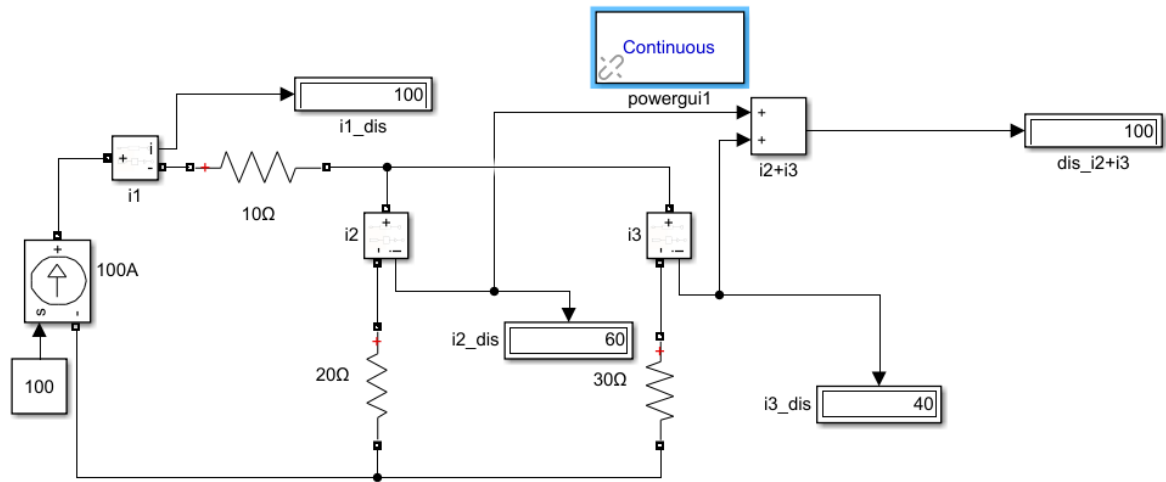 Continuous
powergui1
100
i1_dis
+
i
-
i1
10Ω
+
+
i2+i3
100
dis_i2+i3
+
100A
s
-
100
i2
+
-
i
i3
+
-
i
i2_dis
60
20Ω
30Ω
i3_dis
40